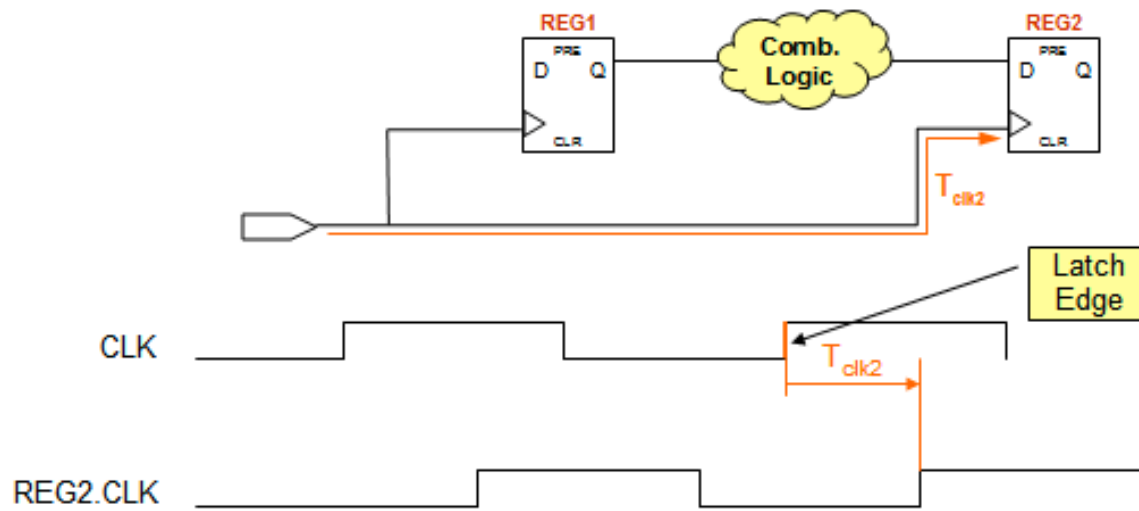 REG1
REG2
PRE
D Q
CLR
Comb.
Logic
PRE
D Q
CLR
Tclk2
Latch
Edge
CLK
Tclk2
REG2.CLK